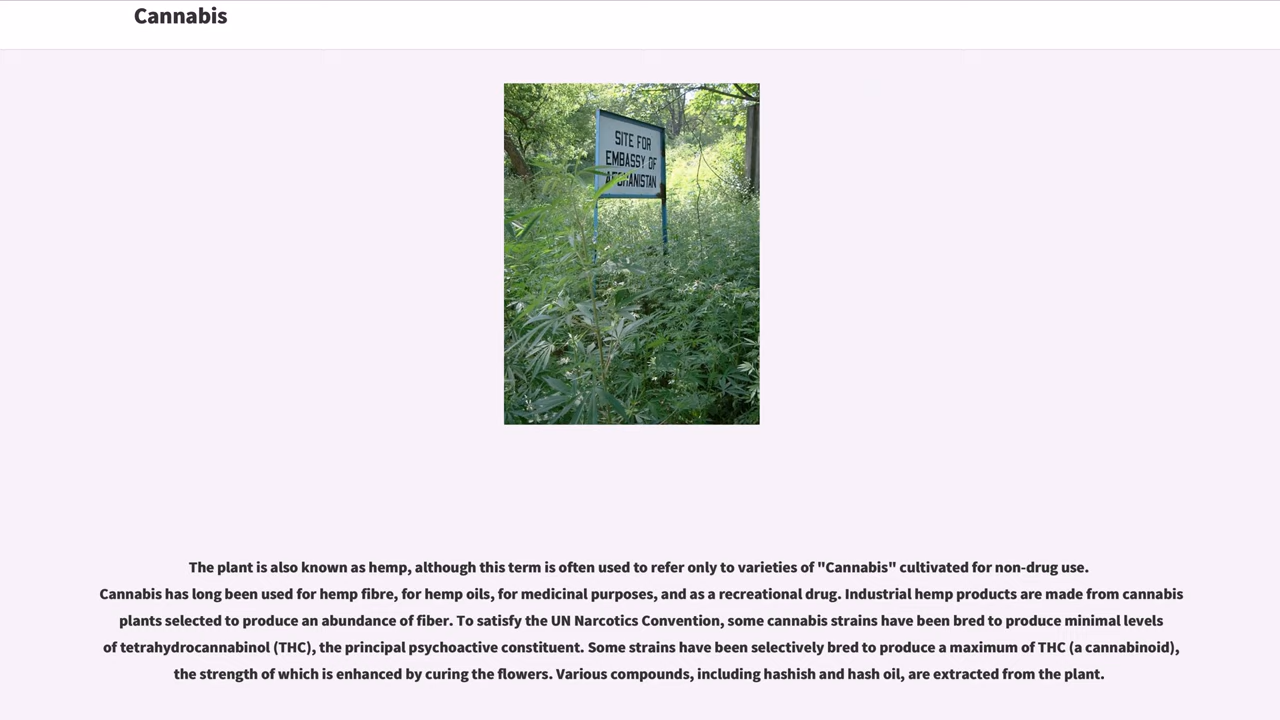 Cannabis
SITE FOR
EMBASSY OF
AFGHANISTAN
The plant is also known as hemp, although this term is often used to refer only to varieties of "Cannabis" cultivated for non-drug use.
Cannabis has long been used for hemp fibre, for hemp oils, for medicinal purposes, and as a recreational drug. Industrial hemp products are made from cannabis
plants selected to produce an abundance of fiber. To satisfy the UN Narcotics Convention, some cannabis strains have been bred to produce minimal levels
of tetrahydrocannabinol (THC), the principal psychoactive constituent. Some strains have been selectively bred to produce a maximum of THC (a cannabinoid),
the strength of which is enhanced by curing the flowers. Various compounds, including hashish and hash oil, are extracted from the plant.